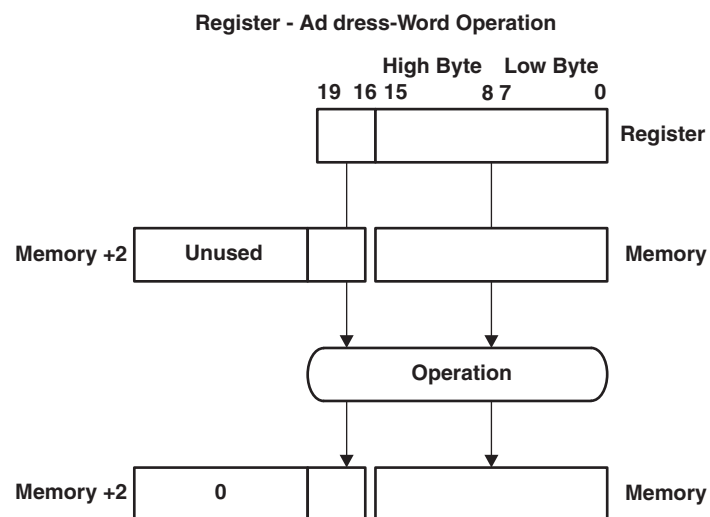 Register - Ad dress-Word Operation
High Byte Low Byte
19 16 15 8 7 0
Register
Memory +2 Unused Memory
Operation
Memory +2 0 Memory